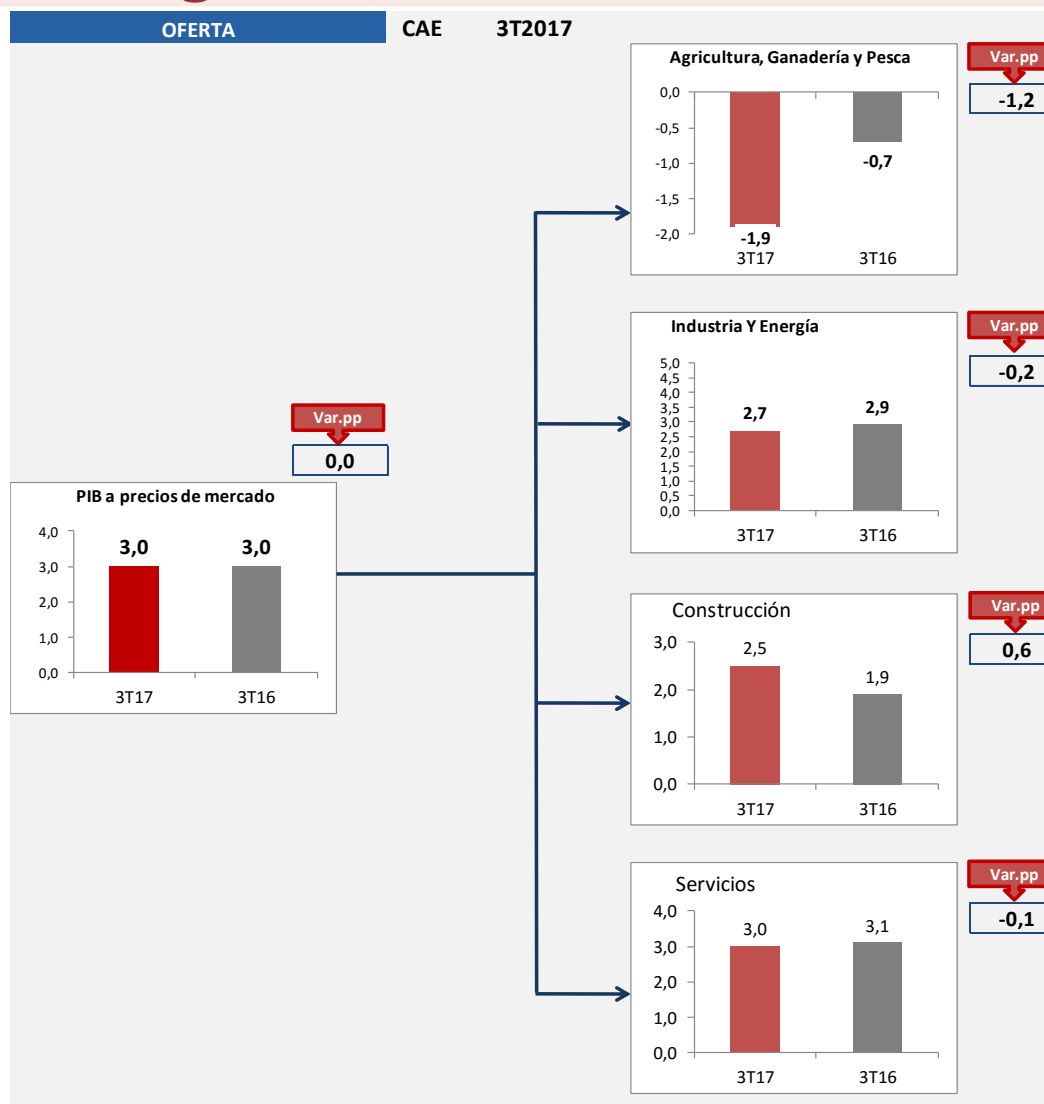 OFERTA CAE 3T2017
Agricultura, Ganadería y Pesca
Var.pp
-1,2
0,0
-0,5
-1,0
-1,5
-2,0
-0,7
-1,9
3T17 3T16
Industria Y Energía
Var.pp
-0,2
5,0
4,5
4,0
3,5
3,0
2,5
2,0
1,5
1,0
0,5
0,0
2,7 2,9
3T17 3T16
Var.pp
0,0
PIB a precios de mercado
4,0
3,0
2,0
1,0
0,0
3,0 3,0
3T17 3T16
Construcción
Var.pp
0,6
3,0
2,0
1,0
0,0
2,5
1,9
3T17 3T16
Servicios
Var.pp
-0,1
4,0
3,0
2,0
1,0
0,0
3,0 3,1
3T17 3T16